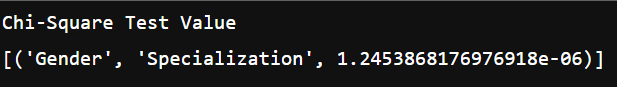 Chi-Square Test Value
[('Gender', 'Specialization', 1.2453868176976918e-06)]